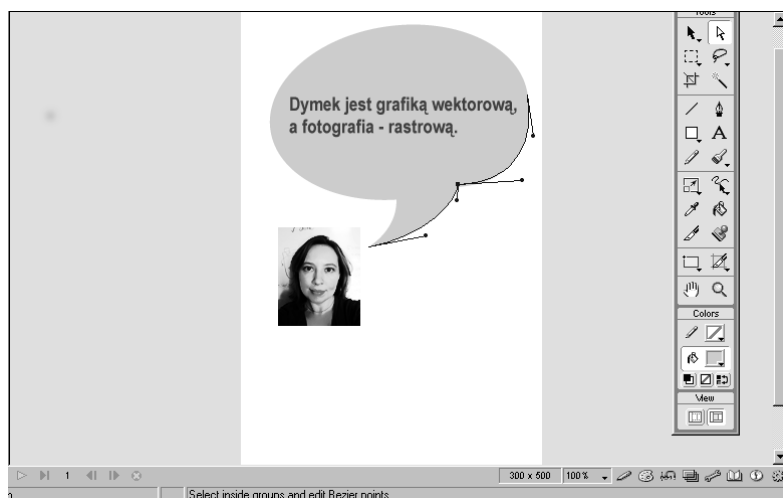 Tools
Dymek jest grafiką wektorową,
a fotografia - rastrową.
A
Colors
View
1
300 x 500
100%
Select inside groups and edit Bezier points